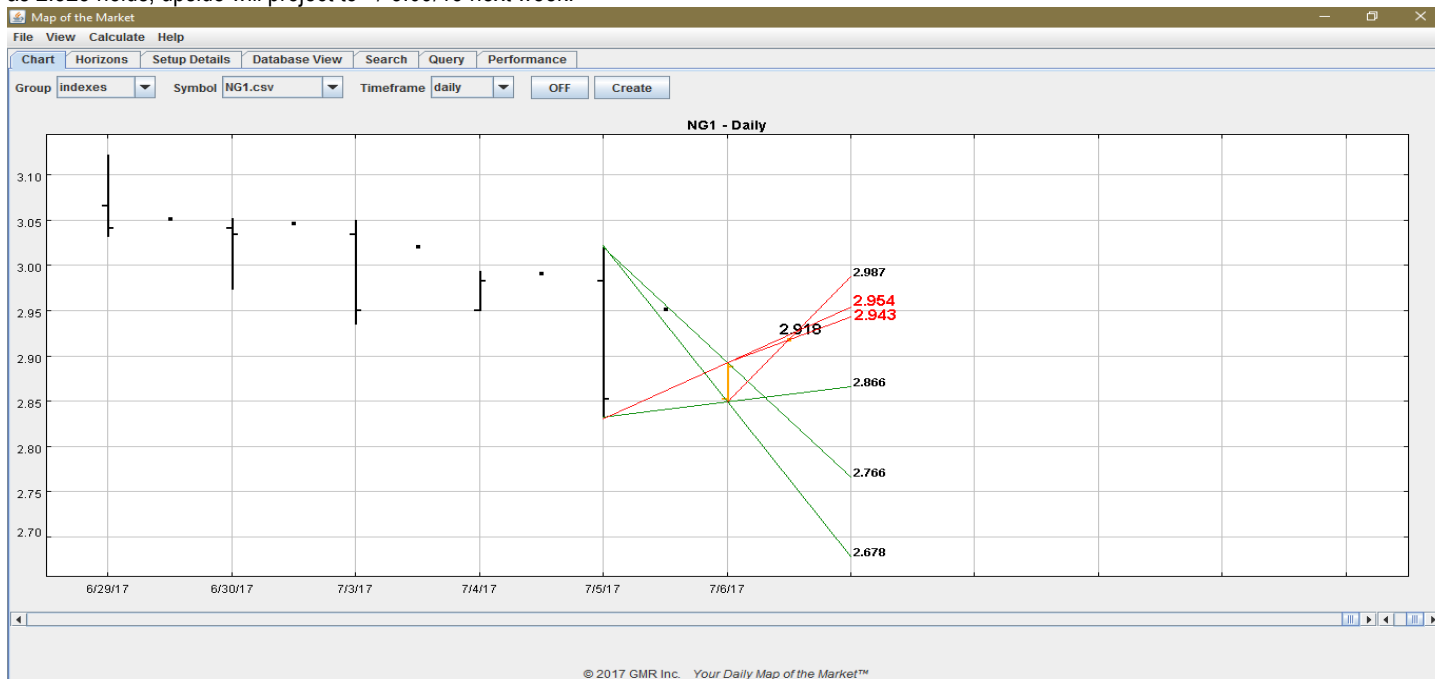 Map of the Market
File View Calculate Help
Chart Horizons Setup Details Database View Search Query Performance
Group indexes Symbol NG1.csv Timeframe daily OFF Create
NG1 - Daily
3.10
3.05
3.00
2.95
2.90
2.85
2.80
2.75
2.70
2.987
2.954
2.943
2.918
2.866
2.766
2.678
6/29/17 6/30/17 7/3/17 7/4/17 7/5/17 7/6/17
© 2017 GMR Inc. Your Daily Map of the Market™